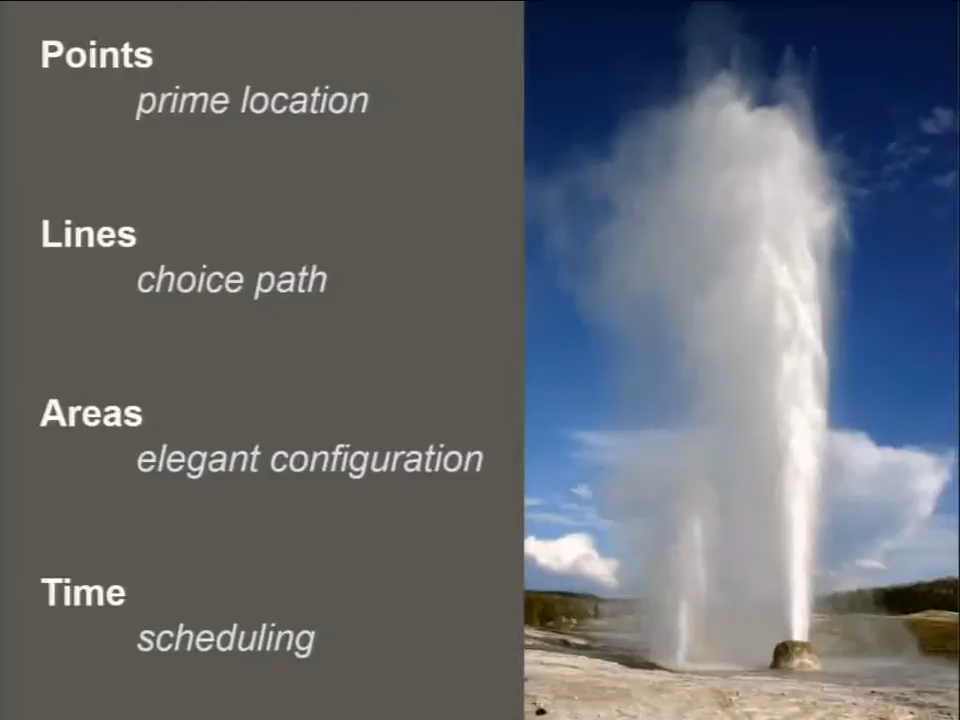 Points
prime location
Lines
choice path
Areas
elegant configuration
Time
scheduling